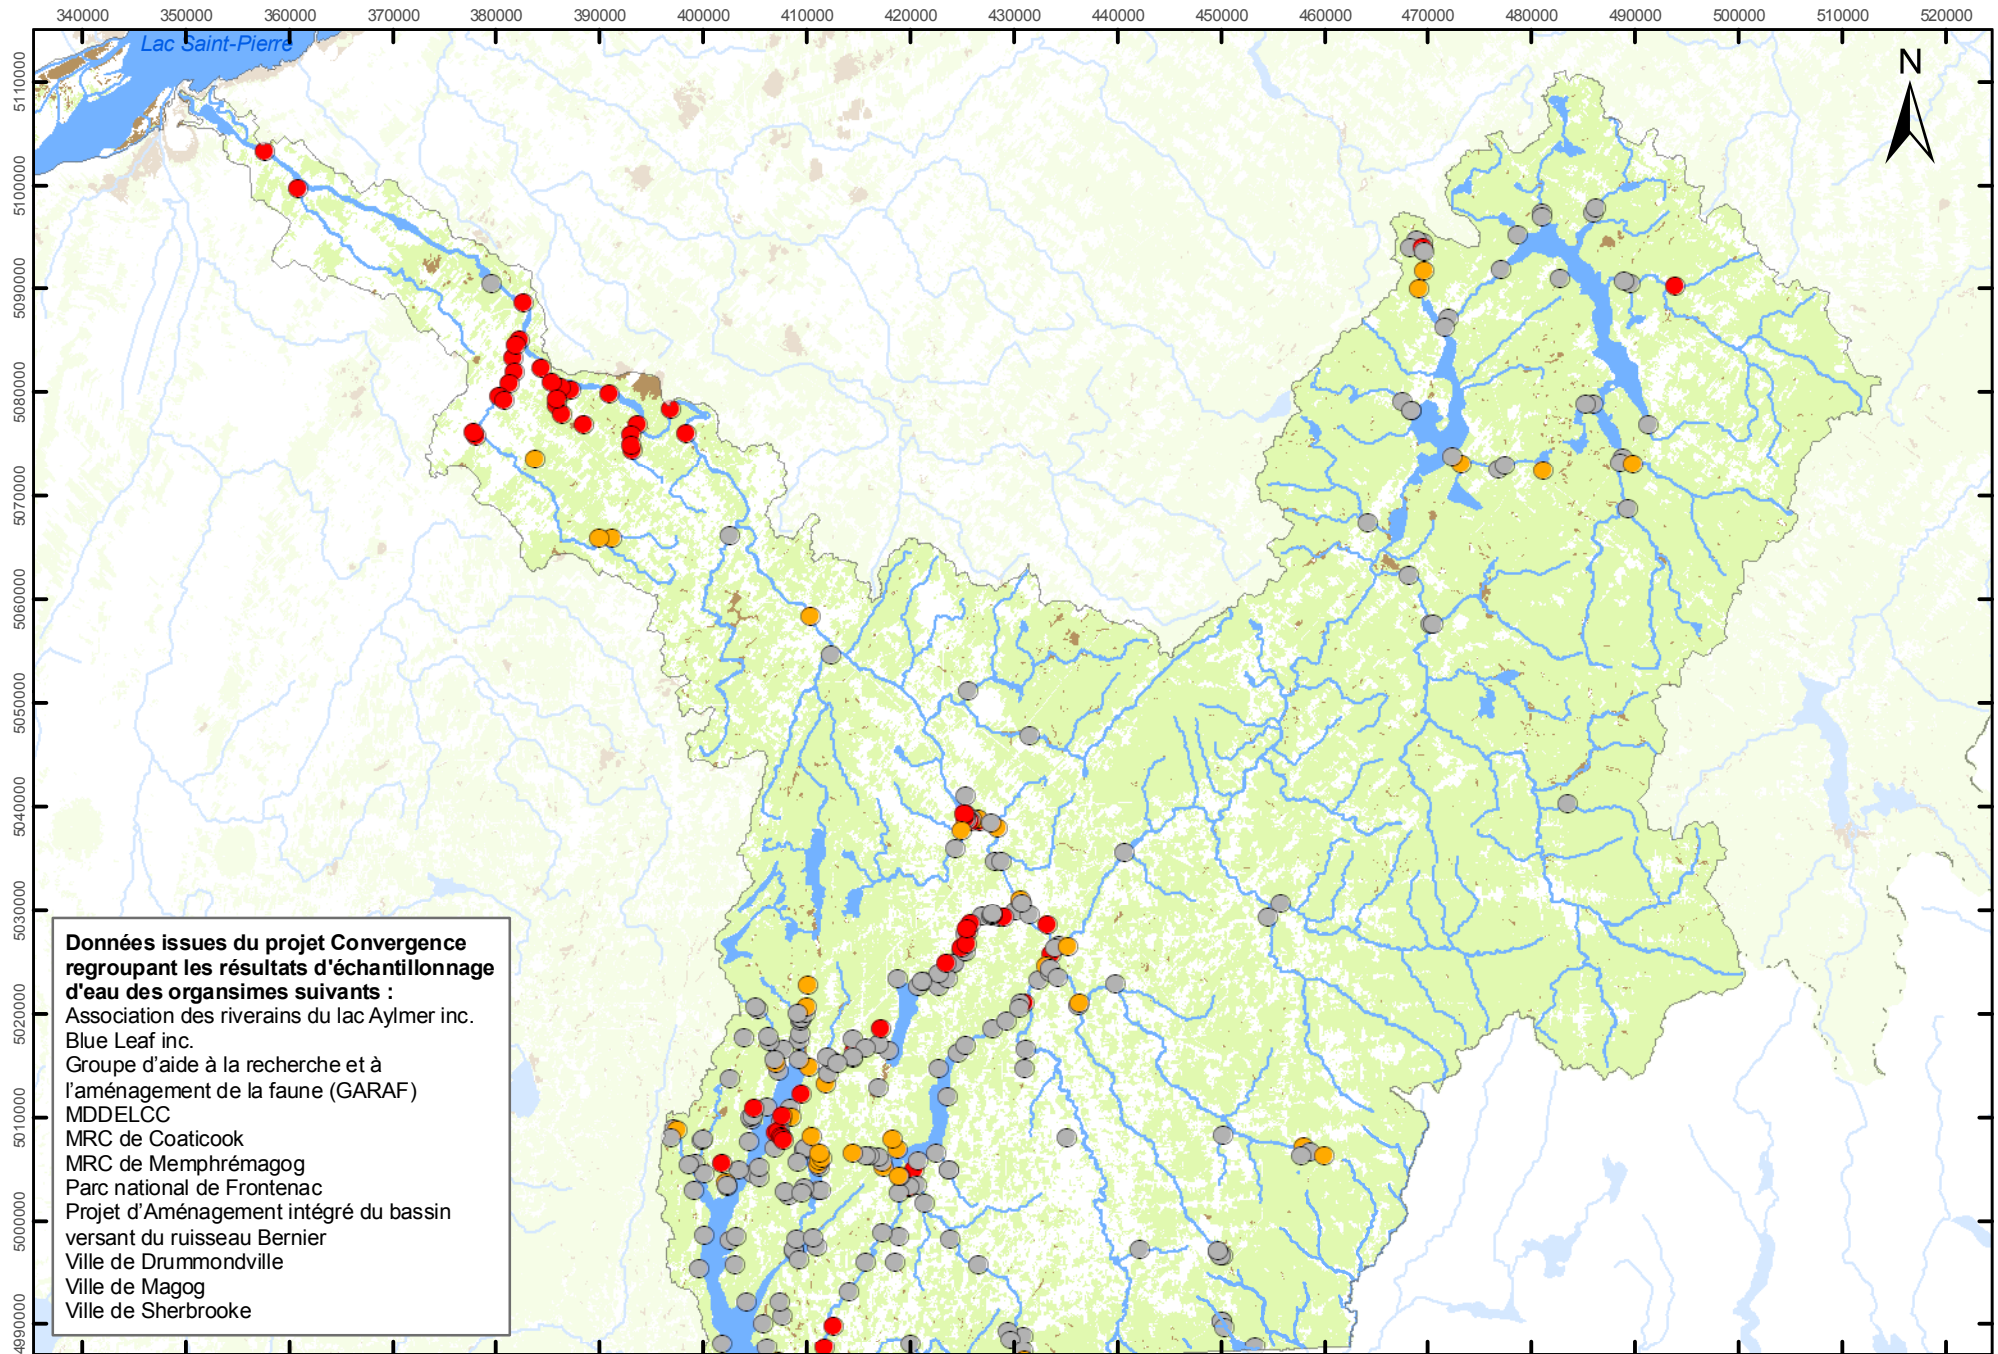 340000 350000 360000 370000 380000 390000 400000 410000 420000 430000 440000 450000 460000 470000 480000 490000 500000 510000 520000
Lac Saint-Pierre
N
5110000
5100000
5090000
5080000
5070000
5060000
5050000
5040000
5030000
5020000
5010000
5000000
4990000
Données issues du projet Convergence
regroupant les résultats d'échantillonnage
d'eau des organsimes suivants :
Association des riverains du lac Aylmer inc.
Blue Leaf inc.
Groupe d'aide à la recherche et à
l'aménagement de la faune (GARAF)
MDDELCC
MRC de Coaticook
MRC de Memphrémagog
Parc national de Frontenac
Projet d'Aménagement intégré du bassin
versant du ruisseau Bernier
Ville de Drummondville
Ville de Magog
Ville de Sherbrooke